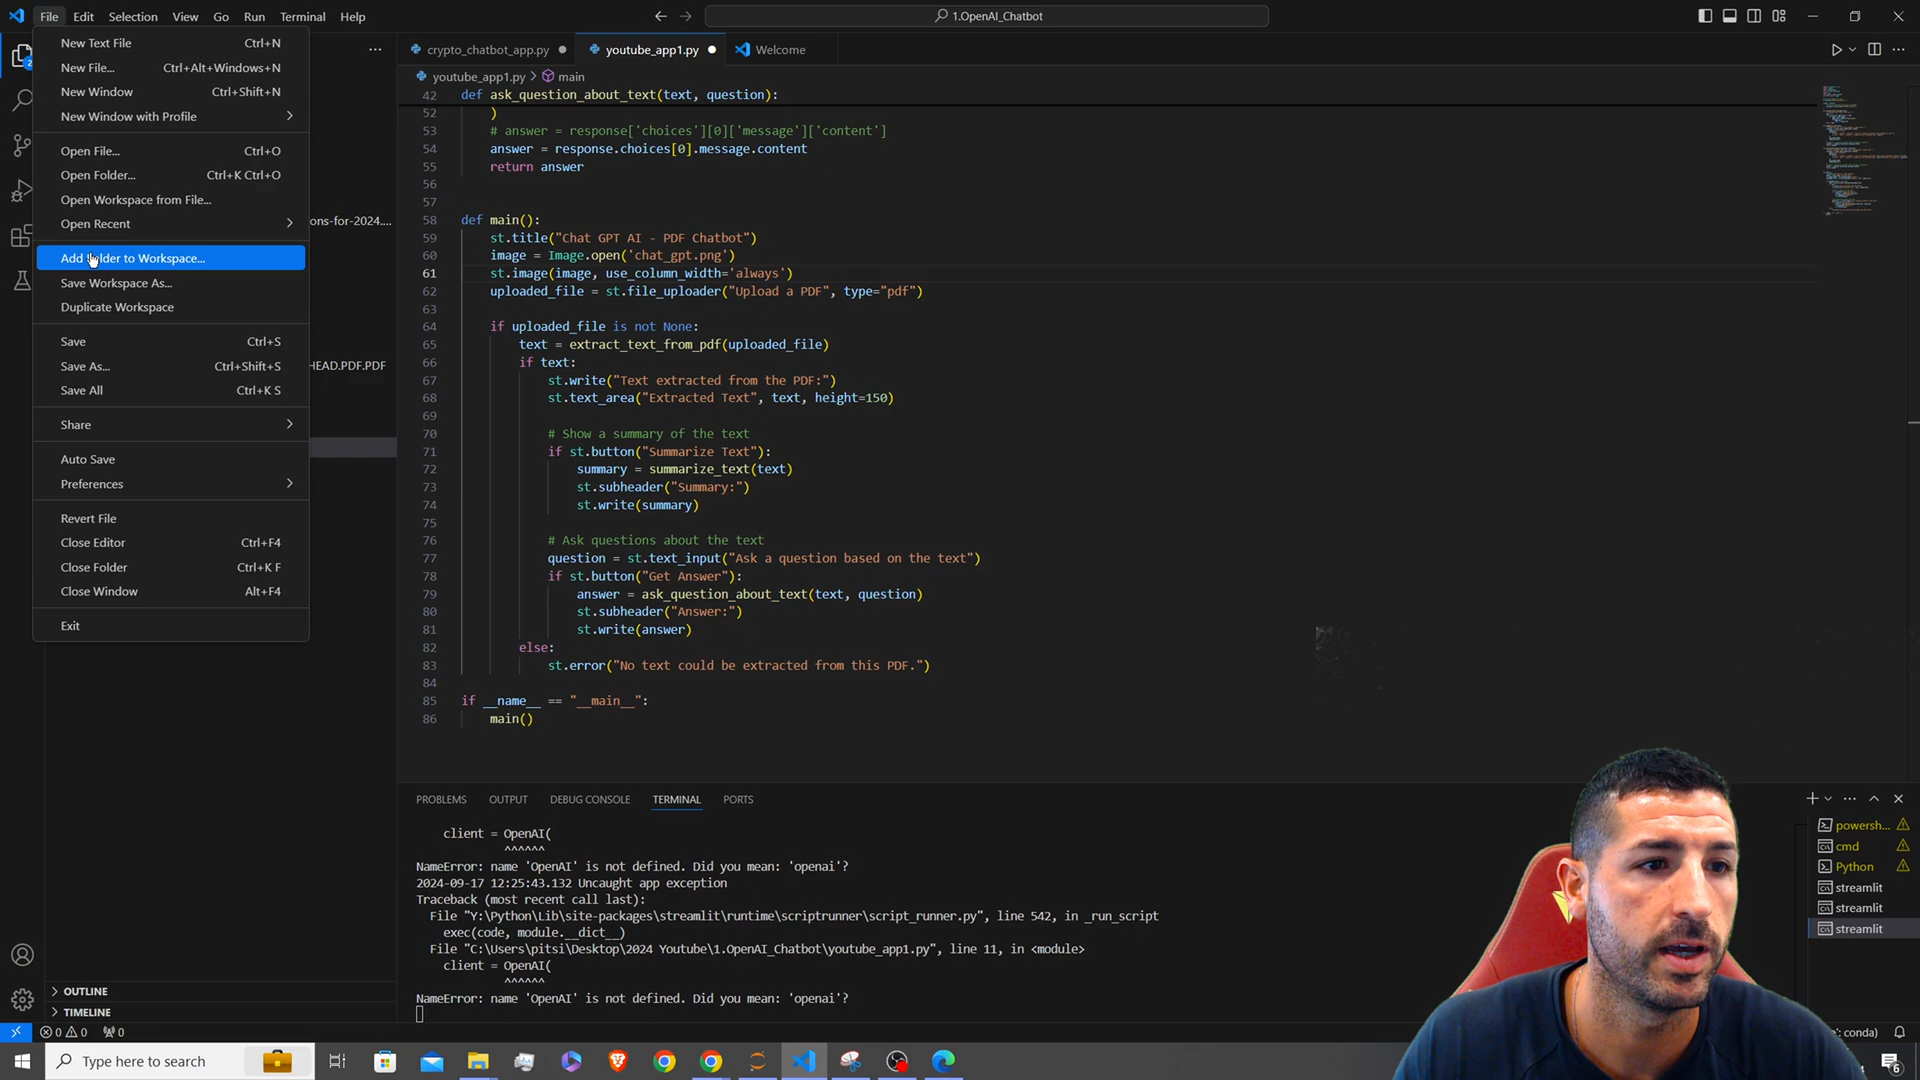 File Edit Selection View Go Run Terminal Help
1.OpenAI_Chatbot
New Text File Ctrl+N
New File... Ctrl+Alt+Windows+N
New Window Ctrl+Shift+N
New Window with Profile
Open File... Ctrl+O
Open Folder... Ctrl+K Ctrl+O
Open Workspace from File...
Open Recent
Add Folder to Workspace...
Save Workspace As...
Duplicate Workspace
Save Ctrl+S
Save As... Ctrl+Shift+S
Save All Ctrl+K S
Share
Auto Save
Preferences
Revert File
Close Editor Ctrl+F4
Close Folder Ctrl+K F
Close Window Alt+F4
Exit
ons-for-2024....
HEAD.PDF.PDF
OUTLINE
TIMELINE
crypto_chatbot_app.py youtube_app1.py Welcome
youtube_app1.py > main
42 def ask_question_about_text(text, question):
52 )
53 # answer = response['choices'][0]['message']['content']
54 answer = response.choices[0].message.content
55 return answer
56
57
58 def main():
59 st.title("Chat GPT AI - PDF Chatbot")
60 image = Image.open('chat_gpt.png')
61 st.image(image, use_column_width='always')
62 uploaded_file = st.file_uploader("Upload a PDF", type="pdf")
63
64 if uploaded_file is not None:
65 text = extract_text_from_pdf(uploaded_file)
66 if text:
67 st.write("Text extracted from the PDF:")
68 st.text_area("Extracted Text", text, height=150)
69
70 # Show a summary of the text
71 if st.button("Summarize Text"):
72 summary = summarize_text(text)
73 st.subheader("Summary:")
74 st.write(summary)
75
76 # Ask questions about the text
77 question = st.text_input("Ask a question based on the text")
78 if st.button("Get Answer"):
79 answer = ask_question_about_text(text, question)
80 st.subheader("Answer:")
81 st.write(answer)
82 else:
83 st.error("No text could be extracted from this PDF.")
84
85 if __name__ == "__main__":
86 main()
PROBLEMS OUTPUT DEBUG CONSOLE TERMINAL PORTS
client = OpenAI(
^^^^^^
NameError: name 'OpenAI' is not defined. Did you mean: 'openai'?
2024-09-17 12:25:43.132 Uncaught app exception
Traceback (most recent call last):
File "Y:\Python\Lib\site-packages\streamlit\runtime\scriptrunner\script_runner.py", line 542, in _run_script
exec(code, module.__dict__)
File "C:\Users\pitsi\Desktop\2024 Youtube\1.OpenAI_Chatbot\youtube_app1.py", line 11, in <module>
client = OpenAI(
^^^^^^
NameError: name 'OpenAI' is not defined. Did you mean: 'openai'?
powersh...
cmd
Python
streamlit
streamlit
streamlit
0 0 0
': conda)
Type here to search
6